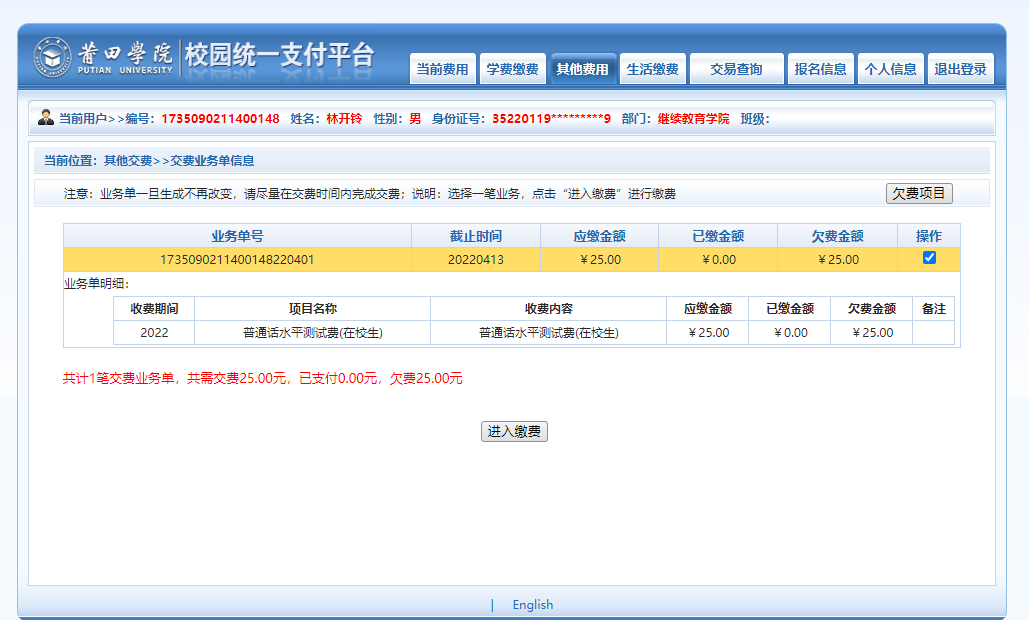 莆田學院 PUTIAN UNIVERSITY 校园统一支付平台
当前费用 学费缴费 其他费用 生活缴费 交易查询 报名信息 个人信息 退出登录
当前用户>>编号：1735090211400148 姓名：林开铃 性别：男 身份证号：35220119*********9 部门：继续教育学院 班级：
当前位置：其他交费>>交费业务单信息
注意：业务单一旦生成不再改变，请尽量在交费时间内完成交费；说明：选择一笔业务，点击“进入缴费”进行缴费 欠费项目
业务单号 截止时间 应缴金额 已缴金额 欠费金额 操作
1735090211400148220401 20220413 ￥25.00 ￥0.00 ￥25.00
业务单明细：
收费期间 项目名称 收费内容 应缴金额 已缴金额 欠费金额 备注
2022 普通话水平测试费(在校生) 普通话水平测试费(在校生) ￥25.00 ￥0.00 ￥25.00
共计1笔交费业务单，共需交费25.00元，已支付0.00元，欠费25.00元
进入缴费
| English